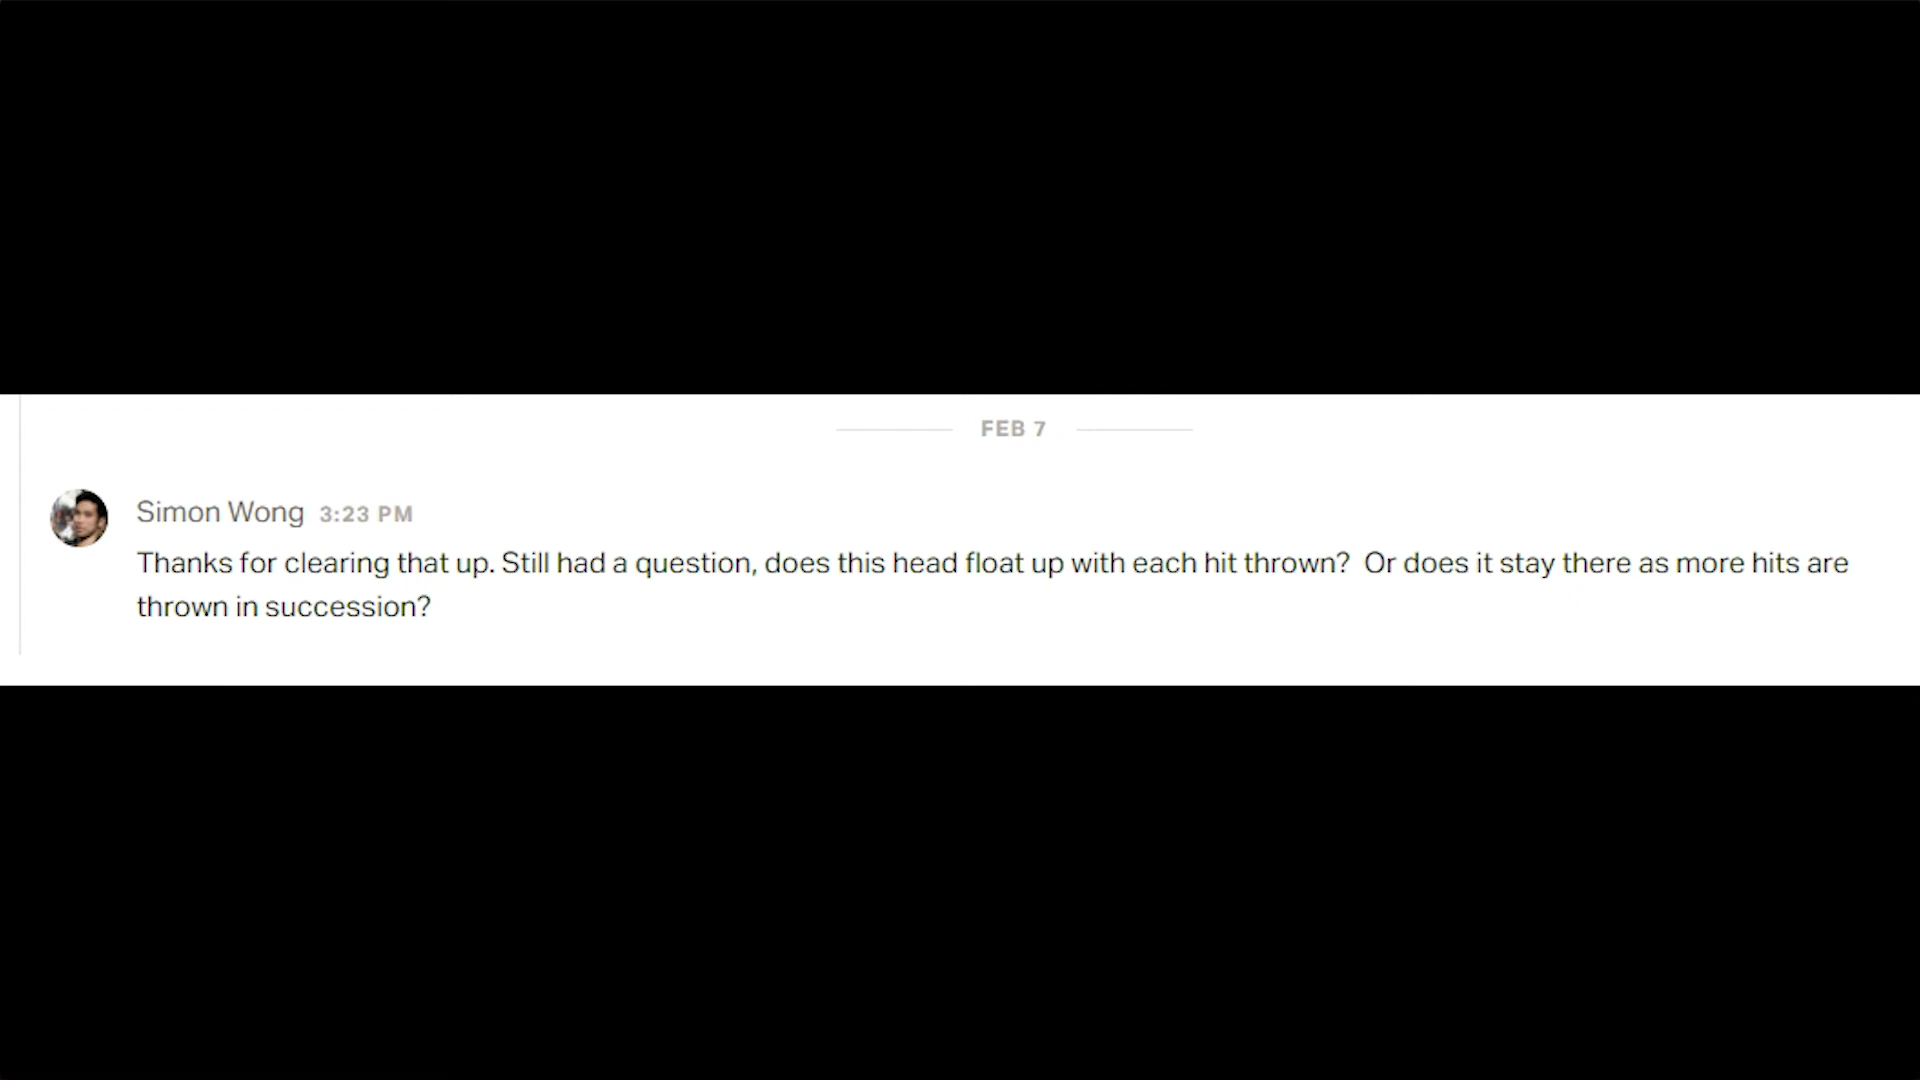 FEB 7
Simon Wong 3:23 PM
Thanks for clearing that up. Still had a question, does this head float up with each hit thrown?  Or does it stay there as more hits are
thrown in succession?